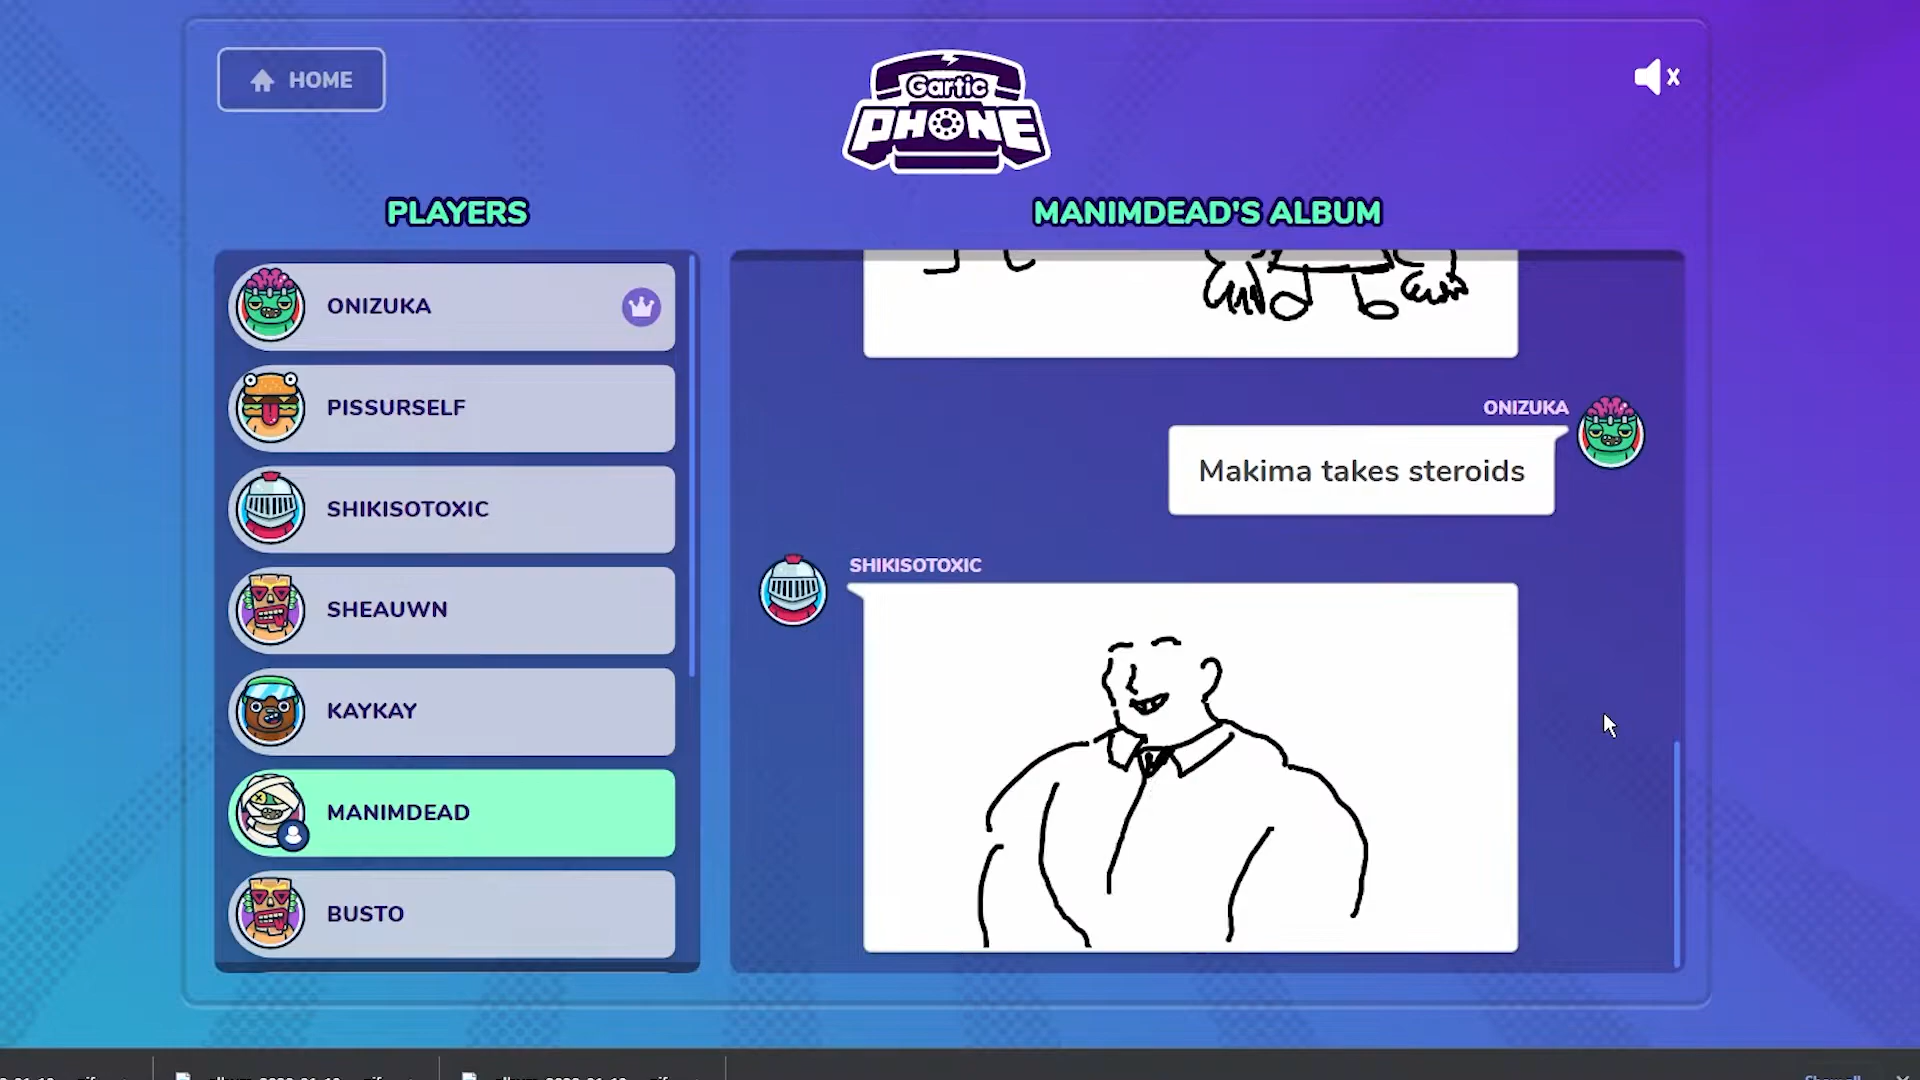 HOME
Gartic
PHONE
PLAYERS
MANIMDEAD'S ALBUM
ONIZUKA
PISSURSELF
SHIKISOTOXIC
SHEAUWN
KAYKAY
MANIMDEAD
BUSTO
ONIZUKA
Makima takes steroids
SHIKISOTOXIC